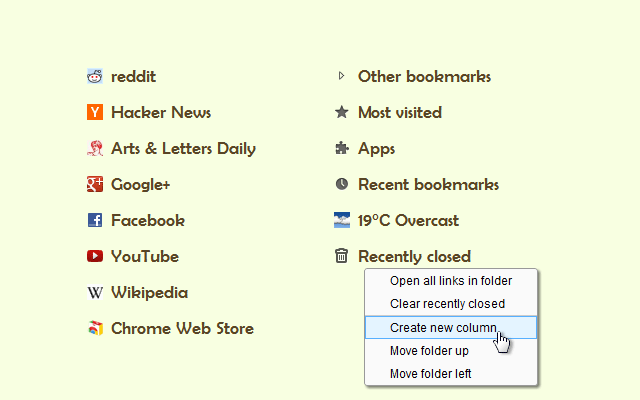 reddit
Hacker News
Arts & Letters Daily
Google+
Facebook
YouTube
Wikipedia
Chrome Web Store
Other bookmarks
Most visited
Apps
Recent bookmarks
19°C Overcast
Recently closed
Open all links in folder
Clear recently closed
Create new column
Move folder up
Move folder left